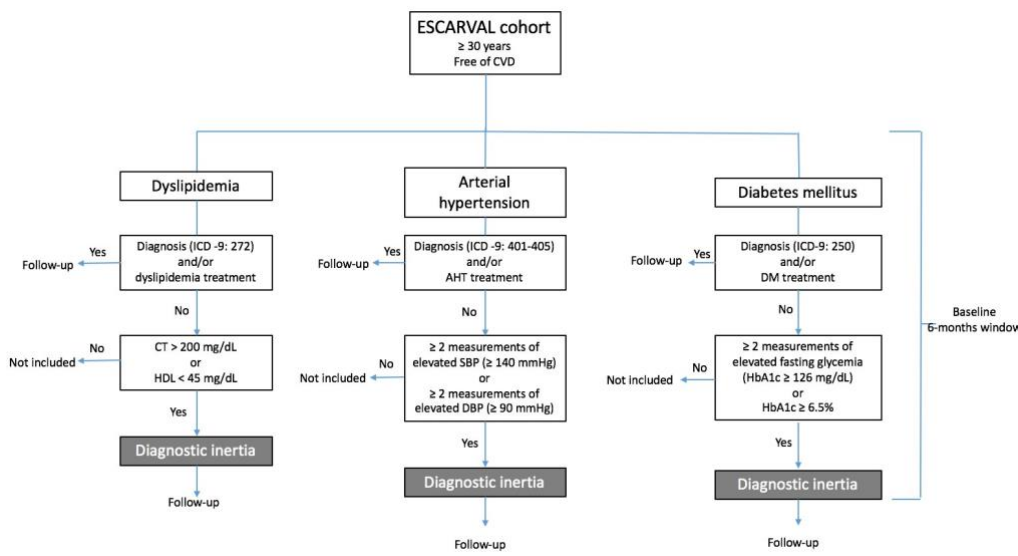 ESCARVAL cohort
≥ 30 years
Free of CVD
Dyslipidemia
Diagnosis (ICD -9: 272)
and/or
dyslipidemia treatment
Yes
Follow-up
No
CT > 200 mg/dL
or
HDL < 45 mg/dL
No
Not included
Yes
Diagnostic inertia
Follow-up
Arterial
hypertension
Diagnosis (ICD -9: 401-405)
and/or
AHT treatment
Yes
Follow-up
No
≥ 2 measurements of
elevated SBP (≥ 140 mmHg)
or
≥ 2 measurements of
elevated DBP (≥ 90 mmHg)
No
Not included
Yes
Diagnostic inertia
Follow-up
Diabetes mellitus
Diagnosis (ICD-9: 250)
and/or
DM treatment
Yes
Follow-up
No
≥ 2 measurements of
elevated fasting glycemia
(HbA1c ≥ 126 mg/dL)
or
HbA1c ≥ 6.5%
No
Not included
Yes
Diagnostic inertia
Follow-up
Baseline
6-months window